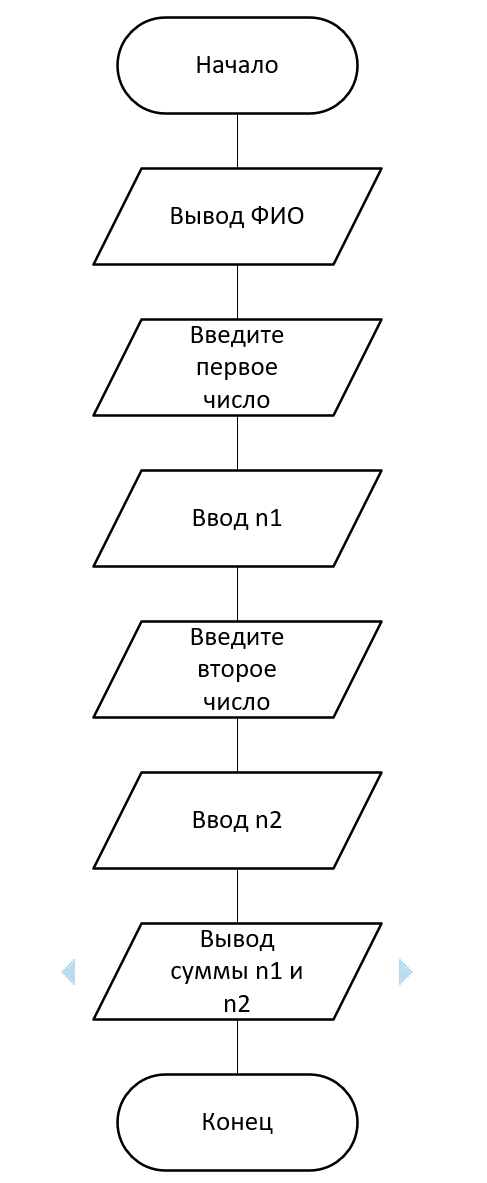 Начало
Вывод ФИО
Введите
первое
число
Ввод n1
Введите
второе
число
Ввод n2
Вывод
суммы n1 и
n2
Конец